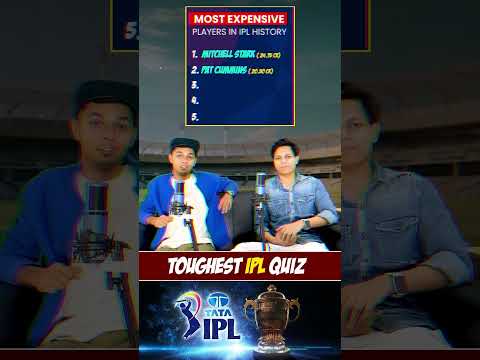 MOST EXPENSIVE
PLAYERS IN IPL HISTORY
1. MITCHELL STARK ( 24.75 CR)
2. PAT CUMMINS ( 20.50 CR)
3.
4.
5.
5.
TOUGHEST IPL QUIZ
TATA
IPL